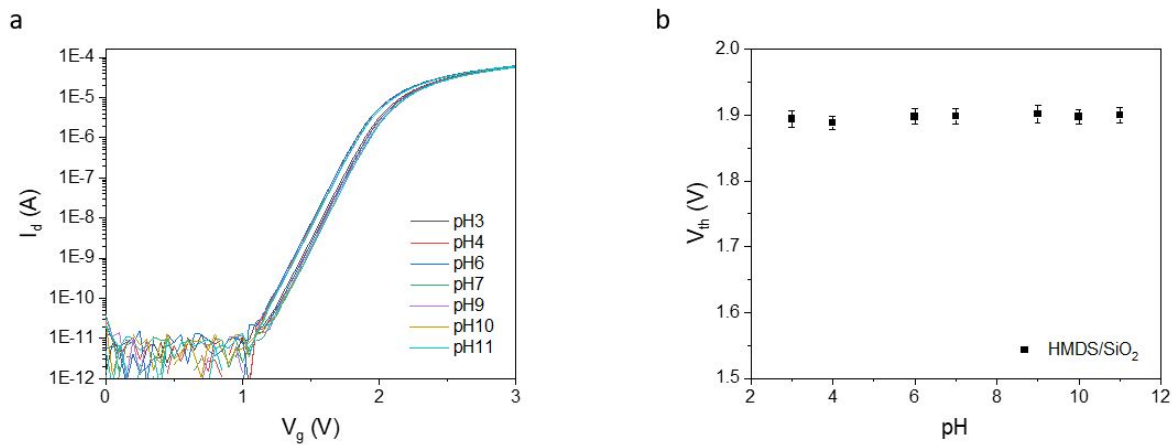 a
1E-4
1E-5
1E-6
1E-7
1E-8
1E-9
1E-10
1E-11
1E-12
I_d (A)
pH3
pH4
pH6
pH7
pH9
pH10
pH11
0 1 2 3
V_g (V)
b
2.0
1.9
1.8
1.7
1.6
1.5
V_th (V)
HMDS/SiO₂
2 4 6 8 10 12
pH